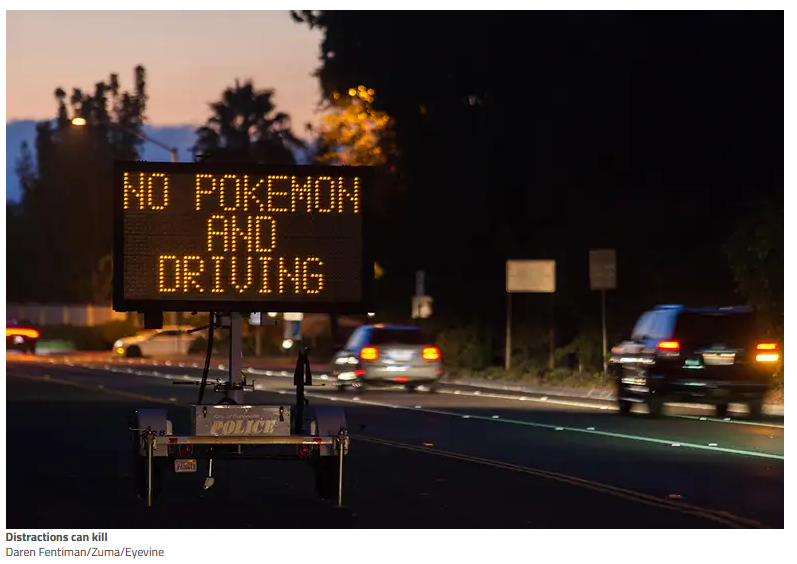 NO POKEMON
AND
DRIVING
POLICE
Distractions can kill
Daren Fentiman/Zuma/Eyevine